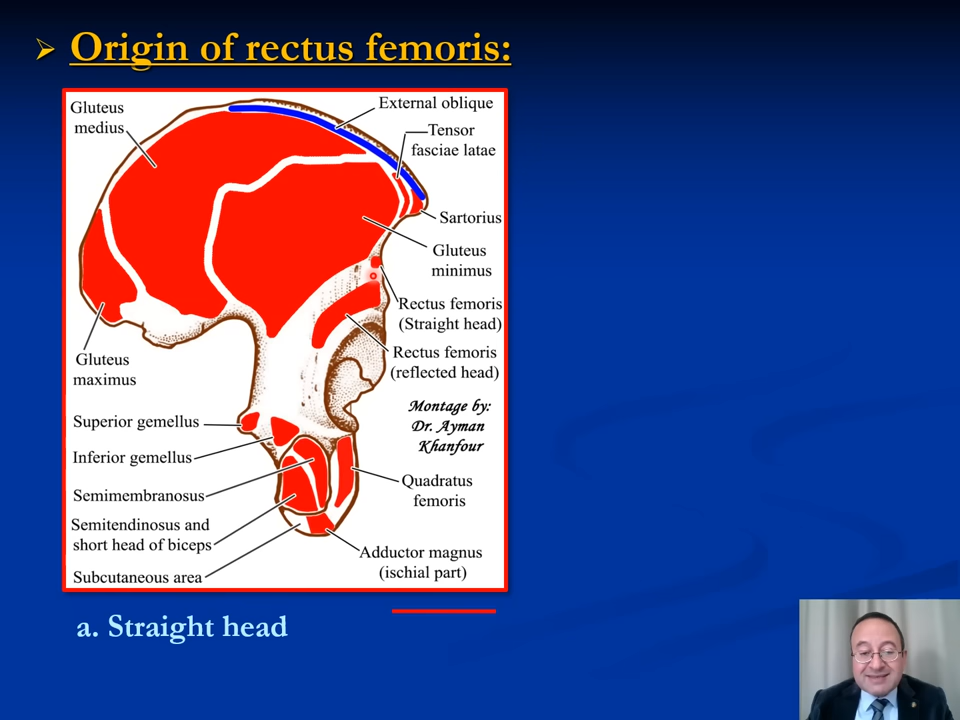 Origin of rectus femoris:
Gluteus
medius
External oblique
Tensor
fasciae latae
Sartorius
Gluteus
minimus
Rectus femoris
(Straight head)
Rectus femoris
(reflected head)
Gluteus
maximus
Montage by:
Dr. Ayman
Khanfour
Superior gemellus
Inferior gemellus
Quadratus
femoris
Semimembranosus
Semitendinosus and
short head of biceps
Adductor magnus
(ischial part)
Subcutaneous area
a. Straight head